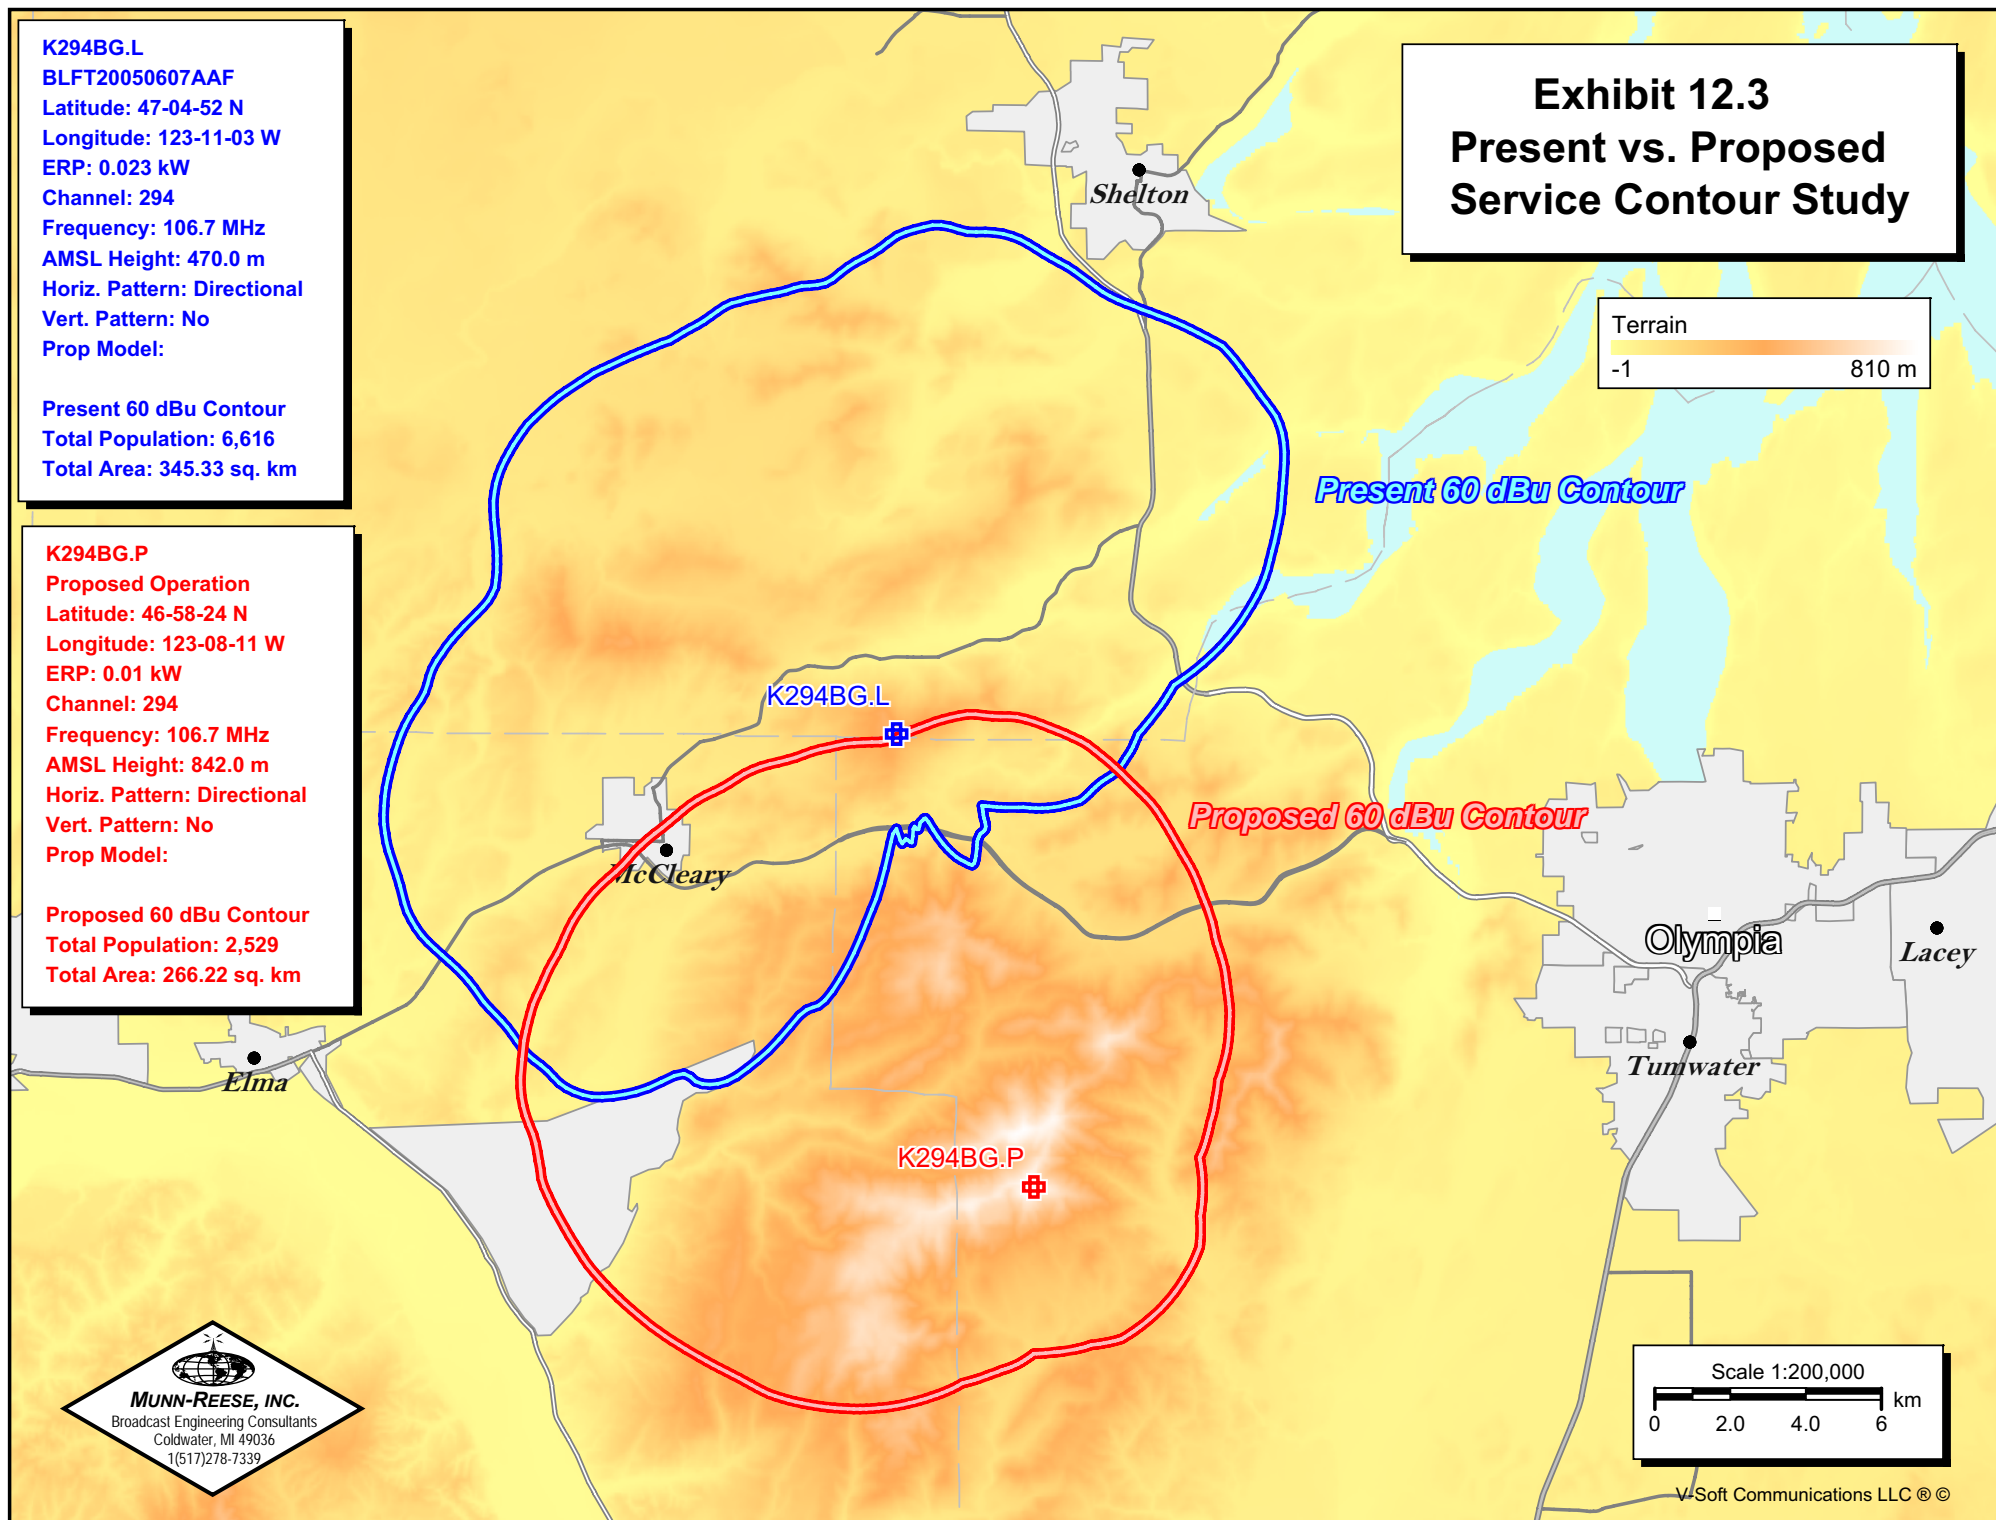 K294BG.L
BLFT20050607AAF
Latitude: 47-04-52 N
Longitude: 123-11-03 W
ERP: 0.023 kW
Channel: 294
Frequency: 106.7 MHz
AMSL Height: 470.0 m
Horiz. Pattern: Directional
Vert. Pattern: No
Prop Model:
Present 60 dBu Contour
Total Population: 6,616
Total Area: 345.33 sq. km
K294BG.P
Proposed Operation
Latitude: 46-58-24 N
Longitude: 123-08-11 W
ERP: 0.01 kW
Channel: 294
Frequency: 106.7 MHz
AMSL Height: 842.0 m
Horiz. Pattern: Directional
Vert. Pattern: No
Prop Model:
Proposed 60 dBu Contour
Total Population: 2,529
Total Area: 266.22 sq. km
Exhibit 12.3
Present vs. Proposed
Service Contour Study
Terrain
-1 810 m
Shelton
Present 60 dBu Contour
K294BG.L
Proposed 60 dBu Contour
McCleary
Olympia
Lacey
Elma
Tumwater
K294BG.P
MUNN-REESE, INC.
Broadcast Engineering Consultants
Coldwater, MI 49036
1(517)278-7339
Scale 1:200,000
km
0 2.0 4.0 6
V-Soft Communications LLC ® ©